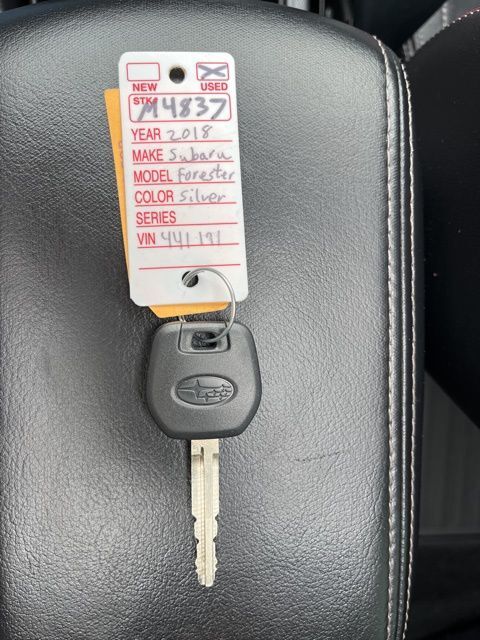 NEW USED
STK M4837
YEAR 2018
MAKE Subaru
MODEL Forester
COLOR Silver
SERIES
VIN 441191